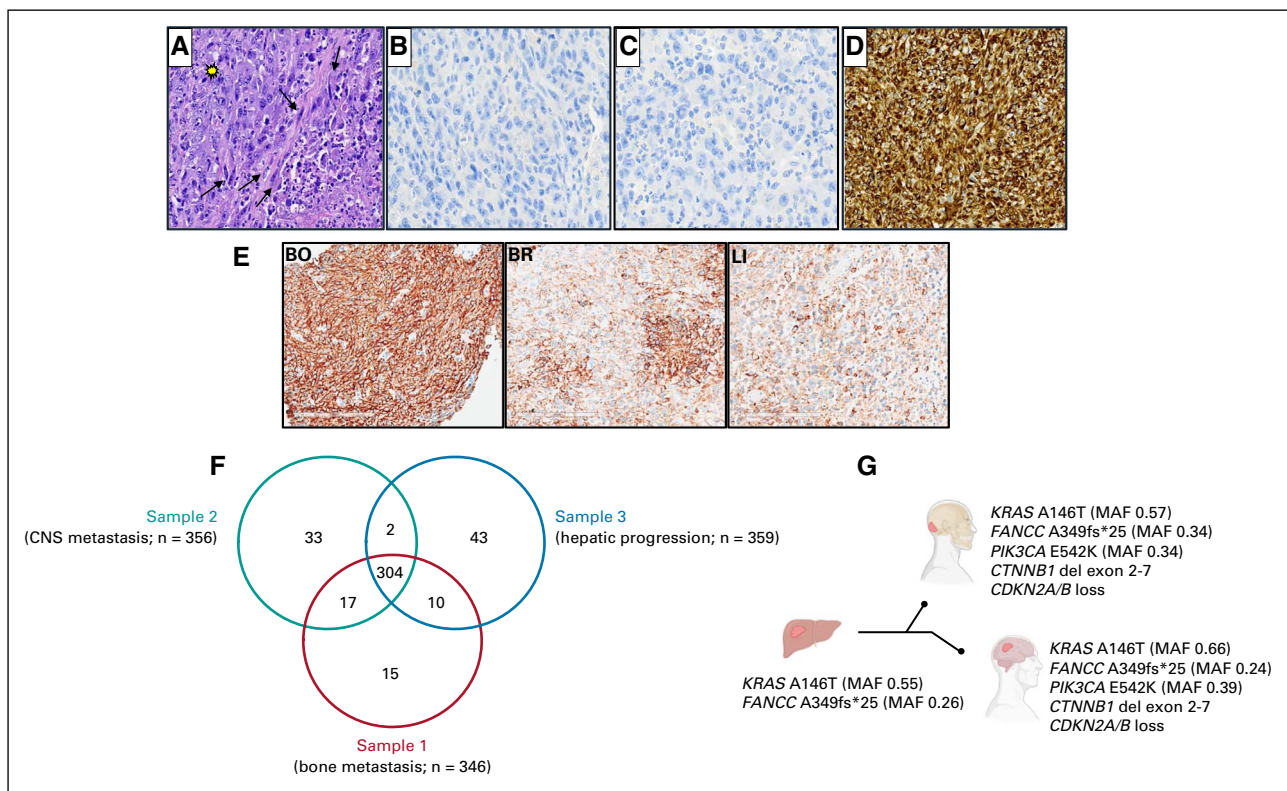 A
B
C
D
E
BO
BR
LI
F
Sample 2
(CNS metastasis; n = 356)
33
2
43
Sample 3
(hepatic progression; n = 359)
304
17
10
15
Sample 1
(bone metastasis; n = 346)
G
KRAS A146T (MAF 0.57)
FANCC A349fs*25 (MAF 0.34)
PIK3CA E542K (MAF 0.34)
CTNNB1 del exon 2-7
CDKN2A/B loss
KRAS A146T (MAF 0.55)
FANCC A349fs*25 (MAF 0.26)
KRAS A146T (MAF 0.66)
FANCC A349fs*25 (MAF 0.24)
PIK3CA E542K (MAF 0.39)
CTNNB1 del exon 2-7
CDKN2A/B loss